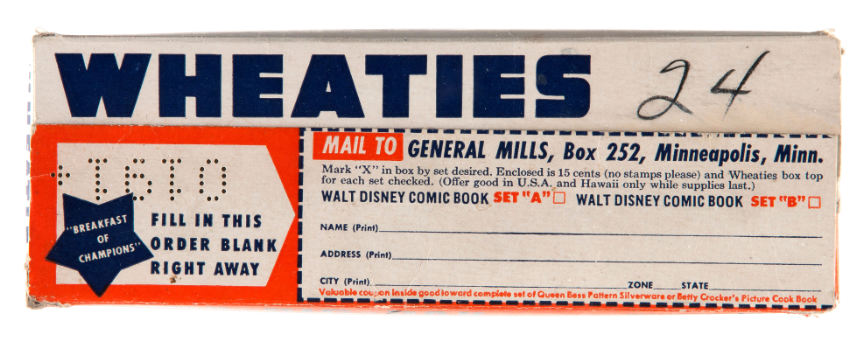 WHEATIES 24
MAIL TO GENERAL MILLS, Box 252, Minneapolis, Minn.
Mark "X" in box by set desired. Enclosed is 15 cents (no stamps please) and Wheaties box top
for each set checked. (Offer good in U.S.A. and Hawaii only while supplies last.)
WALT DISNEY COMIC BOOK SET "A" WALT DISNEY COMIC BOOK SET "B"
NAME (Print)
ADDRESS (Print)
CITY (Print) ZONE STATE
Valuable coupon inside good toward complete set of Queen Bess Pattern Silverware or Betty Crocker's Picture Cook Book
"BREAKFAST
OF
CHAMPIONS"
FILL IN THIS
ORDER BLANK
RIGHT AWAY